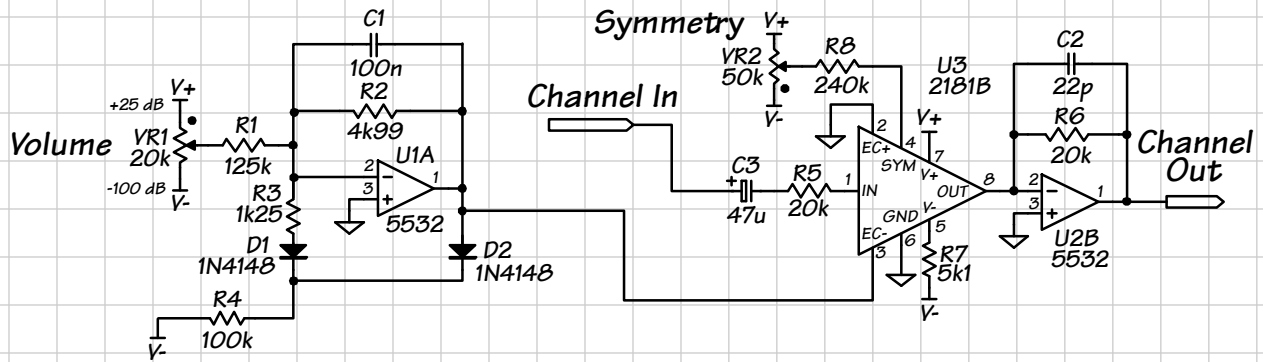 Volume
V+
+25 dB
VR1
20k
-100 dB
V-
R1
125k
C1
100n
R2
4k99
U1A
2
3
1
5532
R3
1k25
D1
1N4148
D2
1N4148
R4
100k
V-
Symmetry
V+
VR2
50k
V-
R8
240k
Channel In
C3
+
47u
R5
20k
U3
2181B
V+
2
EC+
4
SYM
7
V+
1
IN
OUT
8
GND
V-
EC-
6
5
3
R7
5k1
V-
C2
22p
R6
20k
2
3
1
U2B
5532
Channel
Out